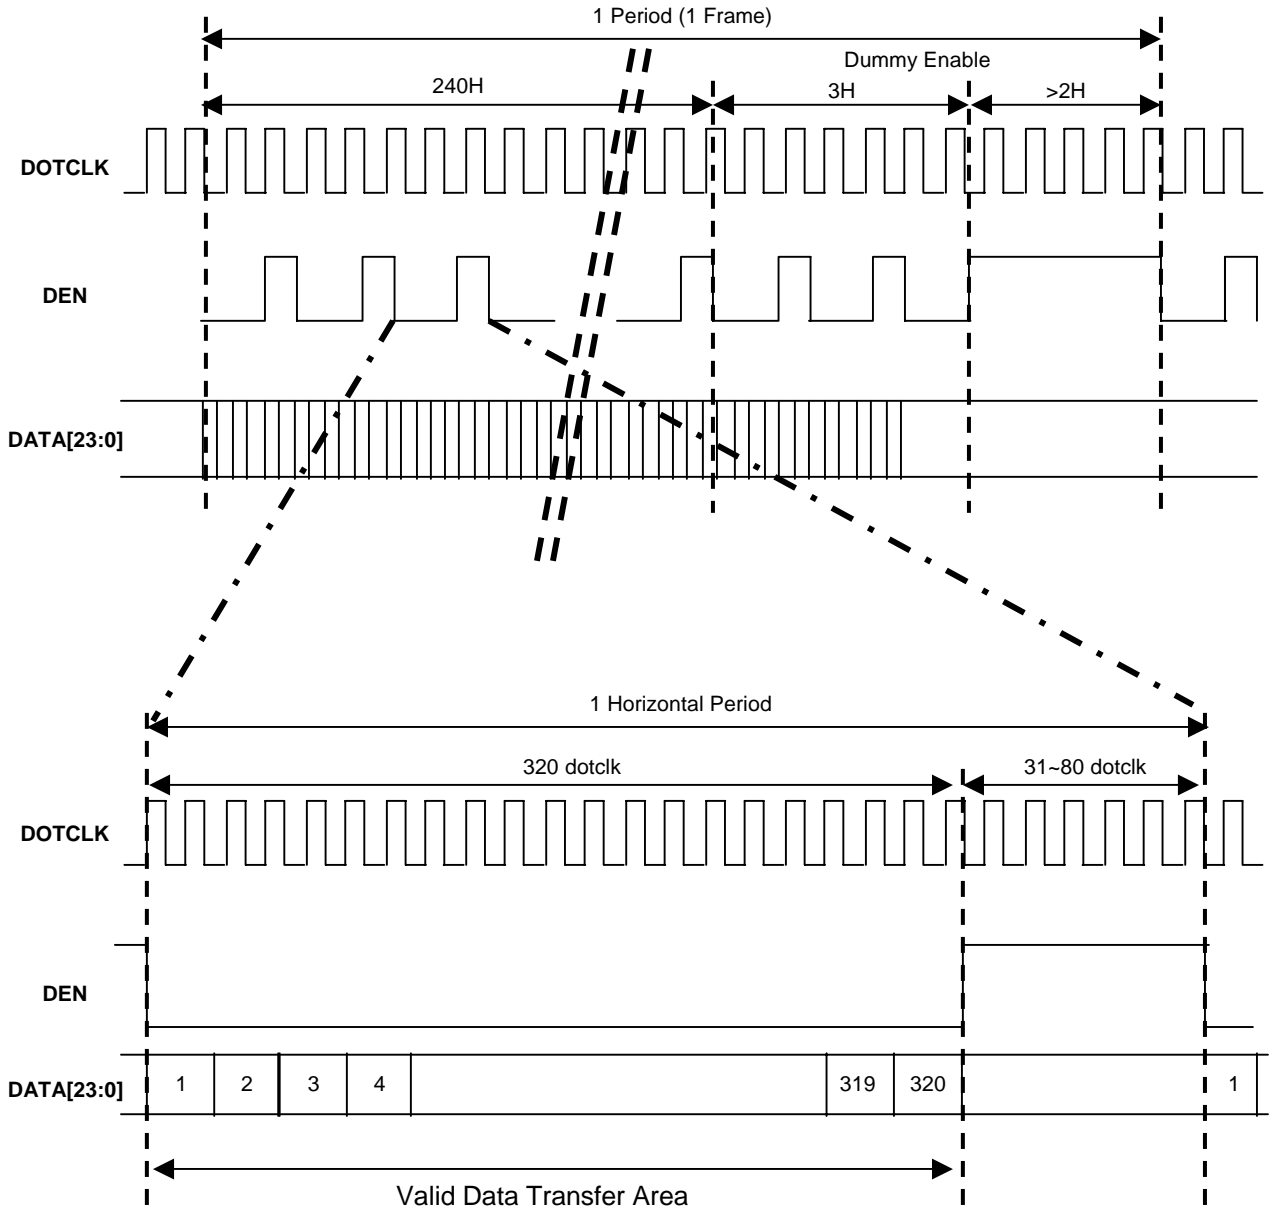 1 Period (1 Frame)
Dummy Enable
240H
3H
>2H
DOTCLK
DEN
DATA[23:0]
1 Horizontal Period
320 dotclk
31~80 dotclk
DOTCLK
DEN
DATA[23:0]
1 2 3 4 319 320 1
Valid Data Transfer Area